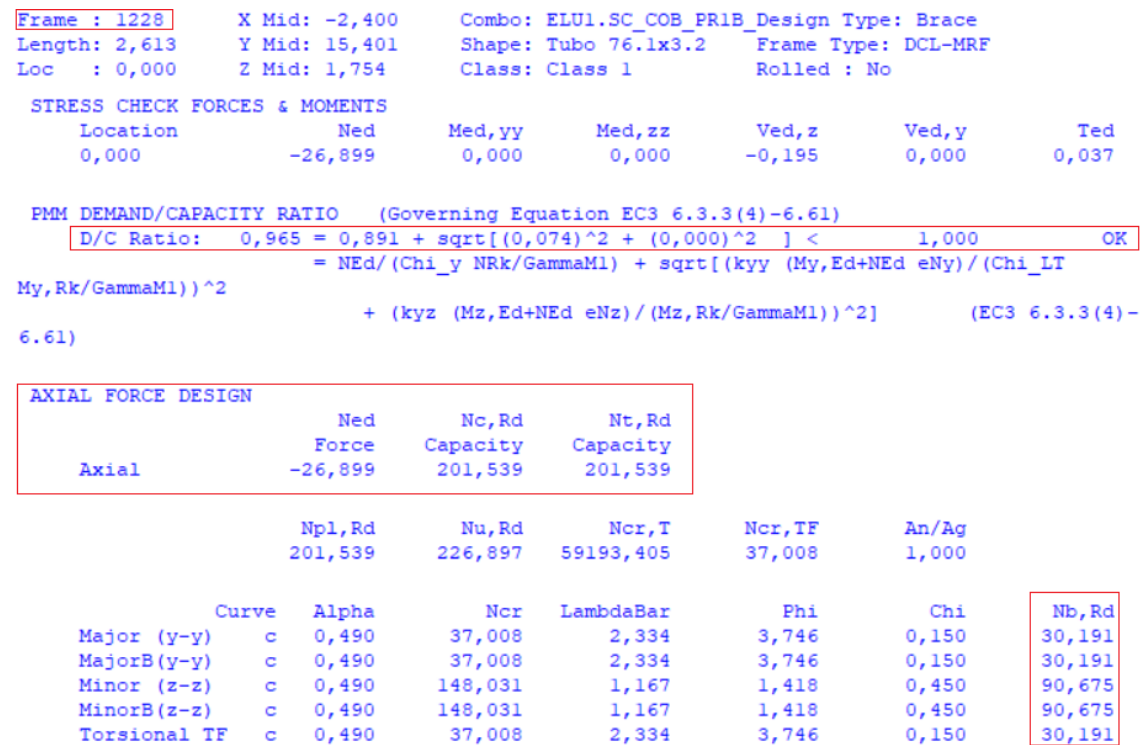 Frame : 1228 X Mid: -2,400 Combo: ELU1.SC_COB_PR1B Design Type: Brace
Length: 2,613 Y Mid: 15,401 Shape: Tubo 76.1x3.2 Frame Type: DCL-MRF
Loc : 0,000 Z Mid: 1,754 Class: Class 1 Rolled : No
STRESS CHECK FORCES & MOMENTS
Location Ned Med,yy Med,zz Ved,z Ved,y Ted
0,000 -26,899 0,000 0,000 -0,195 0,000 0,037
PMM DEMAND/CAPACITY RATIO (Governing Equation EC3 6.3.3(4)-6.61)
D/C Ratio: 0,965 = 0,891 + sqrt[(0,074)^2 + (0,000)^2 ] < 1,000 OK
= NEd/(Chi_y NRk/GammaM1) + sqrt[(kyy (My,Ed+NEd eNy)/(Chi_LT
My,Rk/GammaM1))^2
+ (kyz (Mz,Ed+NEd eNz)/(Mz,Rk/GammaM1))^2] (EC3 6.3.3(4)-
6.61)
AXIAL FORCE DESIGN
Ned Nc,Rd Nt,Rd
Force Capacity Capacity
Axial -26,899 201,539 201,539
Npl,Rd Nu,Rd Ncr,T Ncr,TF An/Ag
201,539 226,897 59193,405 37,008 1,000
Curve Alpha Ncr LambdaBar Phi Chi Nb,Rd
Major (y-y) c 0,490 37,008 2,334 3,746 0,150 30,191
MajorB(y-y) c 0,490 37,008 2,334 3,746 0,150 30,191
Minor (z-z) c 0,490 148,031 1,167 1,418 0,450 90,675
MinorB(z-z) c 0,490 148,031 1,167 1,418 0,450 90,675
Torsional TF c 0,490 37,008 2,334 3,746 0,150 30,191